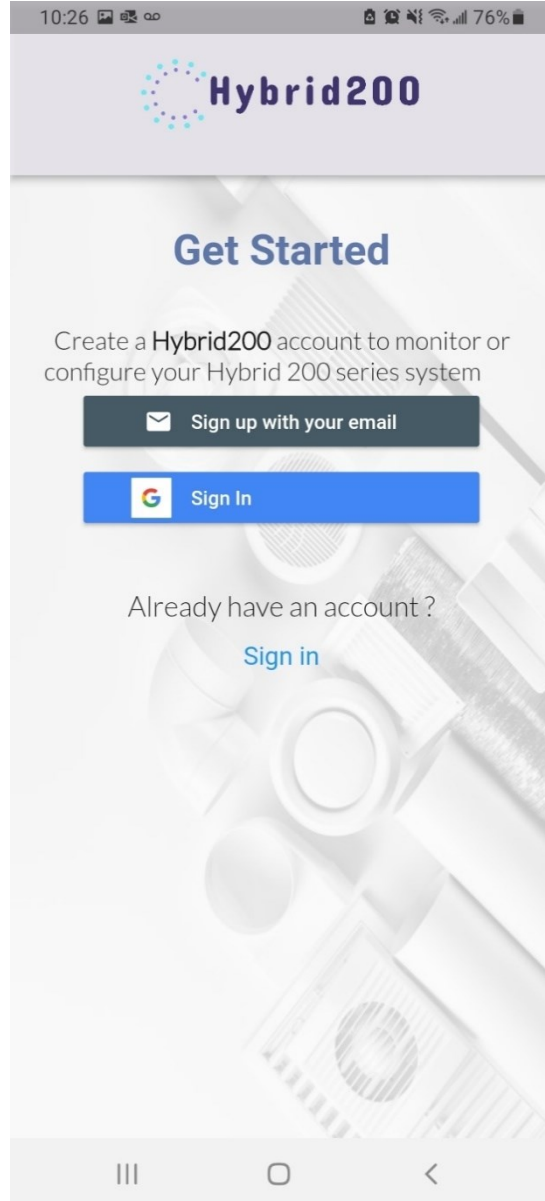 10:26
76%
Hybrid200
Get Started
Create a Hybrid200 account to monitor or
configure your Hybrid 200 series system
Sign up with your email
G Sign In
Already have an account ?
Sign in